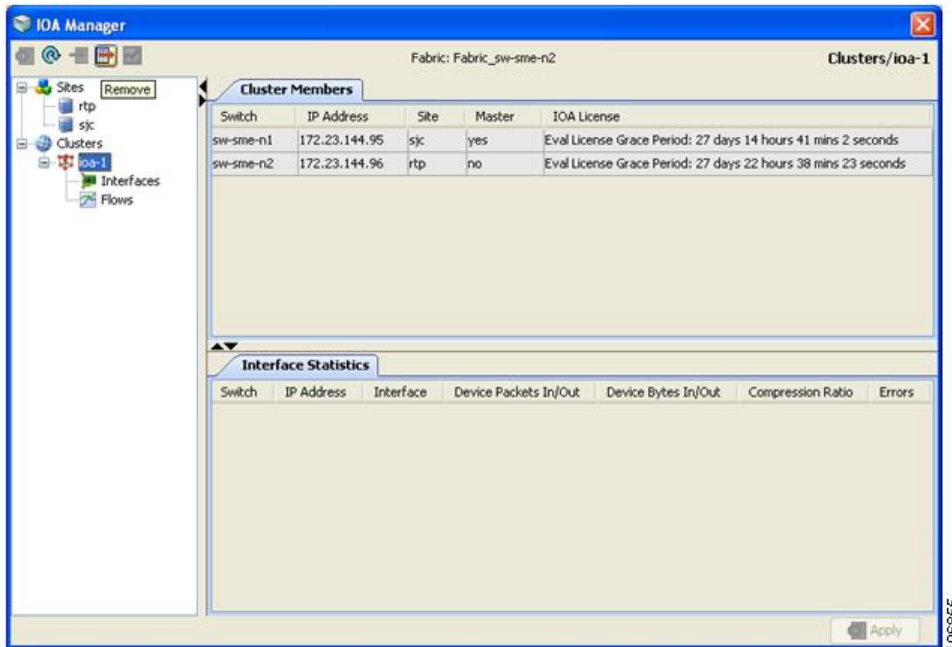 IOA Manager
Fabric: Fabric_sw-sme-n2
Clusters/ioa-1
Sites
Remove
rtp
sjc
Clusters
ioa-1
Interfaces
Flows
Cluster Members
Switch IP Address Site Master IOA License
sw-sme-n1 172.23.144.95 sjc yes Eval License Grace Period: 27 days 14 hours 41 mins 2 seconds
sw-sme-n2 172.23.144.96 rtp no Eval License Grace Period: 27 days 22 hours 38 mins 23 seconds
Interface Statistics
Switch IP Address Interface Device Packets In/Out Device Bytes In/Out Compression Ratio Errors
Apply